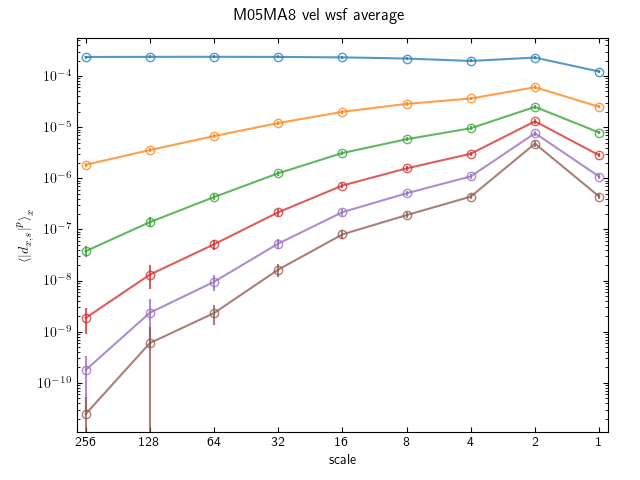 M05MA8 vel wsf average
10⁻⁴
10⁻⁵
10⁻⁶
10⁻⁷
10⁻⁸
10⁻⁹
10⁻¹⁰
⟨|d_{x,s}|^p⟩_x
256 128 64 32 16 8 4 2 1
scale